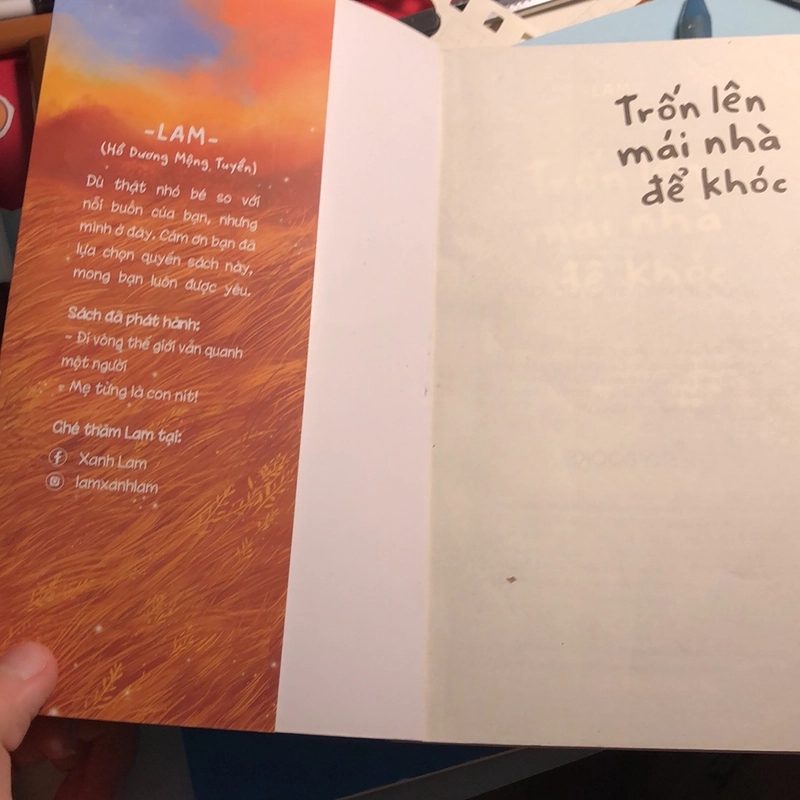 -LAM-
(Hồ Dương Mộng Tuyền)
Dù thật nhỏ bé so với
nỗi buồn của bạn, nhưng
mình ở đây. Cảm ơn bạn đã
lựa chọn quyển sách này,
mong bạn luôn được yêu.
Sách đã phát hành:
- Đi vòng thế giới vẫn quanh
một người
- Mẹ từng là con nít!
Ghé thăm Lam tại:
Xanh Lam
lamxanhlam
Trốn lên
mái nhà
để khóc